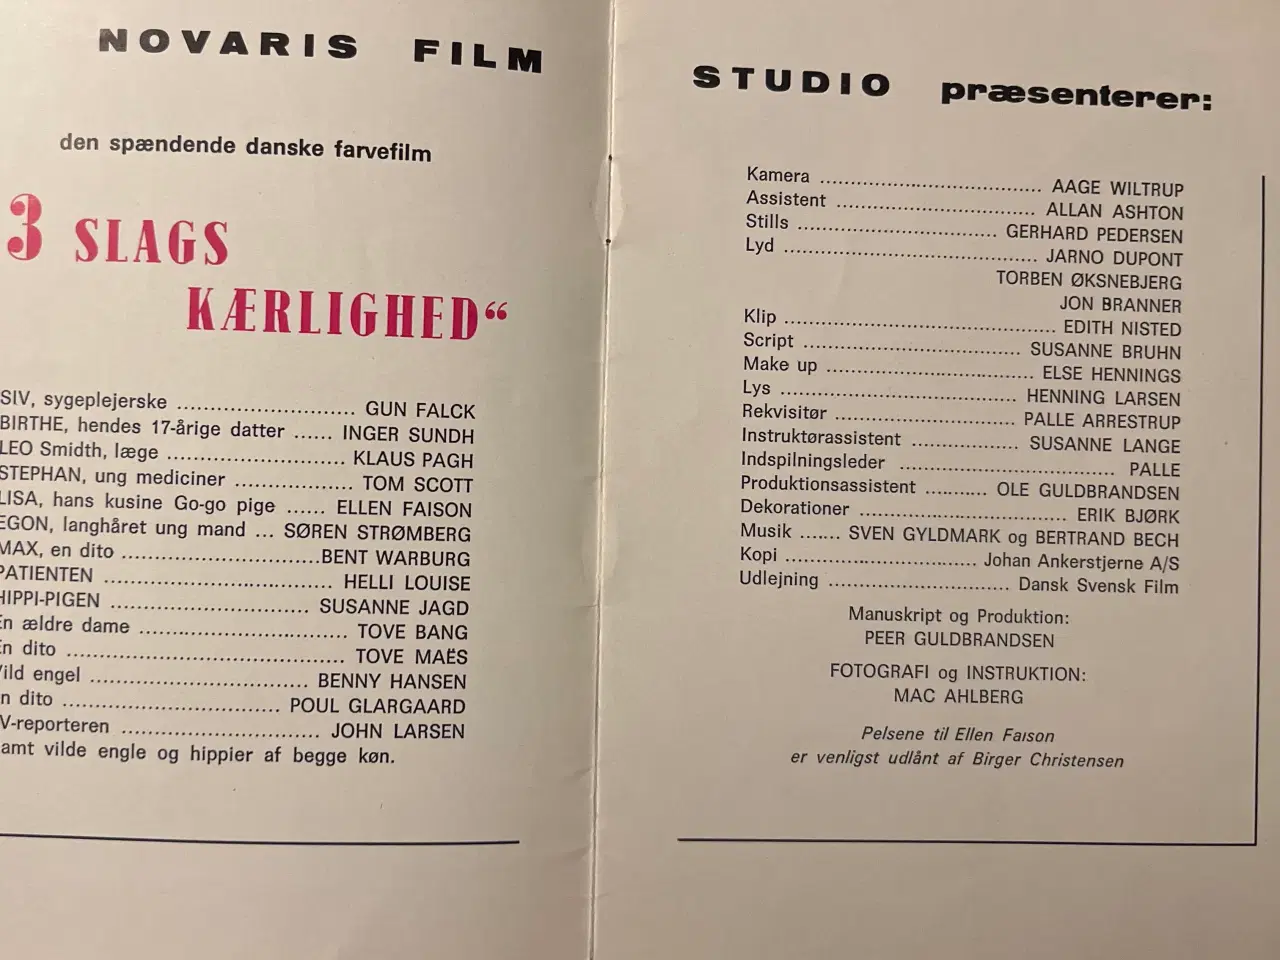 NOVARIS FILM
den spændende danske farvefilm
3 SLAGS
KÆRLIGHED“
SIV, sygeplejerske ........................... GUN FALCK
BIRTHE, hendes 17-årige datter ...... INGER SUNDH
LEO Smidth, læge ........................... KLAUS PAGH
STEPHAN, ung mediciner .................. TOM SCOTT
LISA, hans kusine Go-go pige ...... ELLEN FAISON
EGON, langhåret ung mand ... SØREN STRØMBERG
MAX, en dito ..............................BENT WARBURG
PATIENTEN ................................... HELLI LOUISE
HIPPI-PIGEN .............................. SUSANNE JAGD
En ældre dame ................................ TOVE BANG
En dito .......................................... TOVE MAËS
Vild engel ................................. BENNY HANSEN
n dito ................................. POUL GLARGAARD
V-reporteren .............................. JOHN LARSEN
amt vilde engle og hippier af begge køn.
STUDIO præsenterer:
Kamera .................................. AAGE WILTRUP
Assistent .............................. ALLAN ASHTON
Stills .............................. GERHARD PEDERSEN
Lyd ....................................... JARNO DUPONT
TORBEN ØKSNEBJERG
JON BRANNER
Klip ......................................... EDITH NISTED
Script ................................. SUSANNE BRUHN
Make up ................................ ELSE HENNINGS
Lys .................................... HENNING LARSEN
Rekvisitør ........................... PALLE ARRESTRUP
Instruktørassistent ................ SUSANNE LANGE
Indspilningsleder ................................. PALLE
Produktionsassistent ........... OLE GULDBRANDSEN
Dekorationer ................................ ERIK BJØRK
Musik ....... SVEN GYLDMARK og BERTRAND BECH
Kopi ................................. Johan Ankerstjerne A/S
Udlejning ........................... Dansk Svensk Film
Manuskript og Produktion:
PEER GULDBRANDSEN
FOTOGRAFI og INSTRUKTION:
MAC AHLBERG
Pelsene til Ellen Faison
er venligst udlånt af Birger Christensen